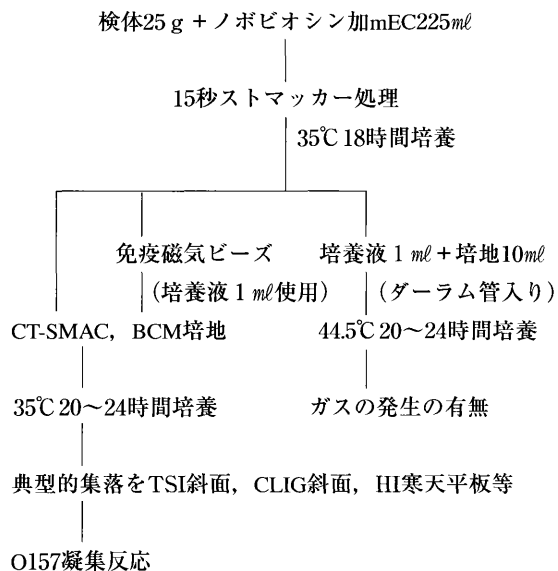 検体25ｇ＋ノボビオシン加mEC225㎖
15秒ストマッカー処理
35℃ 18時間培養
免疫磁気ビーズ
（培養液１㎖使用）
培養液１㎖＋培地10㎖
（ダーラム管入り）
CT-SMAC，BCM培地
44.5℃ 20〜24時間培養
35℃ 20〜24時間培養
ガスの発生の有無
典型的集落をTSI斜面，CLIG斜面，HI寒天平板等
O157凝集反応